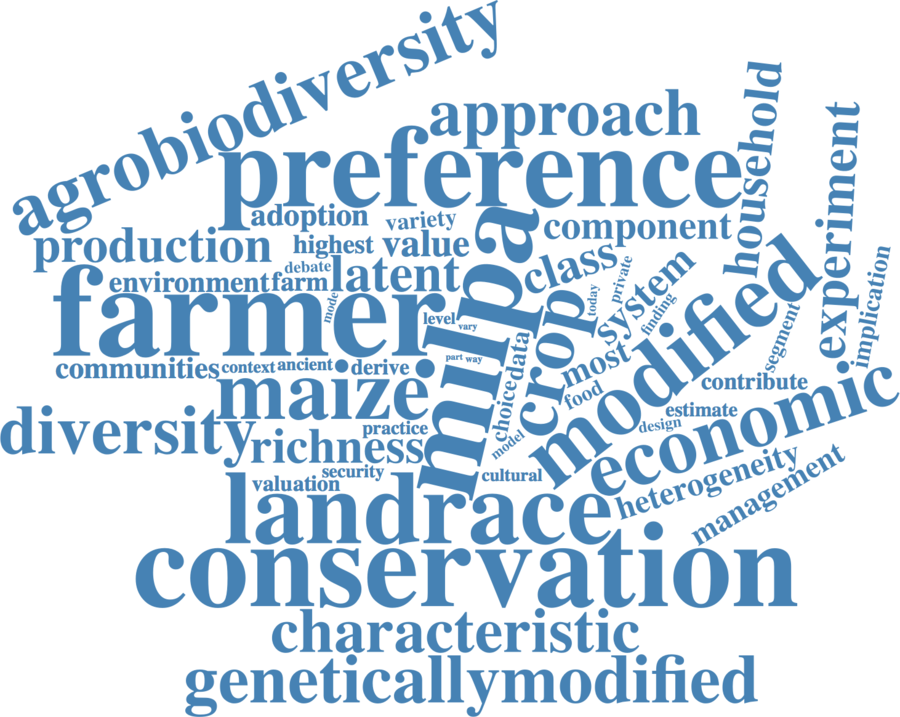 agrobiodiversity
approach
household
preference
experiment
adoption
variety
component
production
highest
value
milpa
debate
latent
class
environment
farm
private
system
modified
implication
farmer
mode
level
vary
today
finding
crop
segment
communities
context
ancient
derive
part
way
data
most
choice
food
contribute
economic
maize
diversity
practice
estimate
design
richness
model
security
cultural
valuation
heterogeneity
management
landrace
conservation
characteristic
geneticallymodified